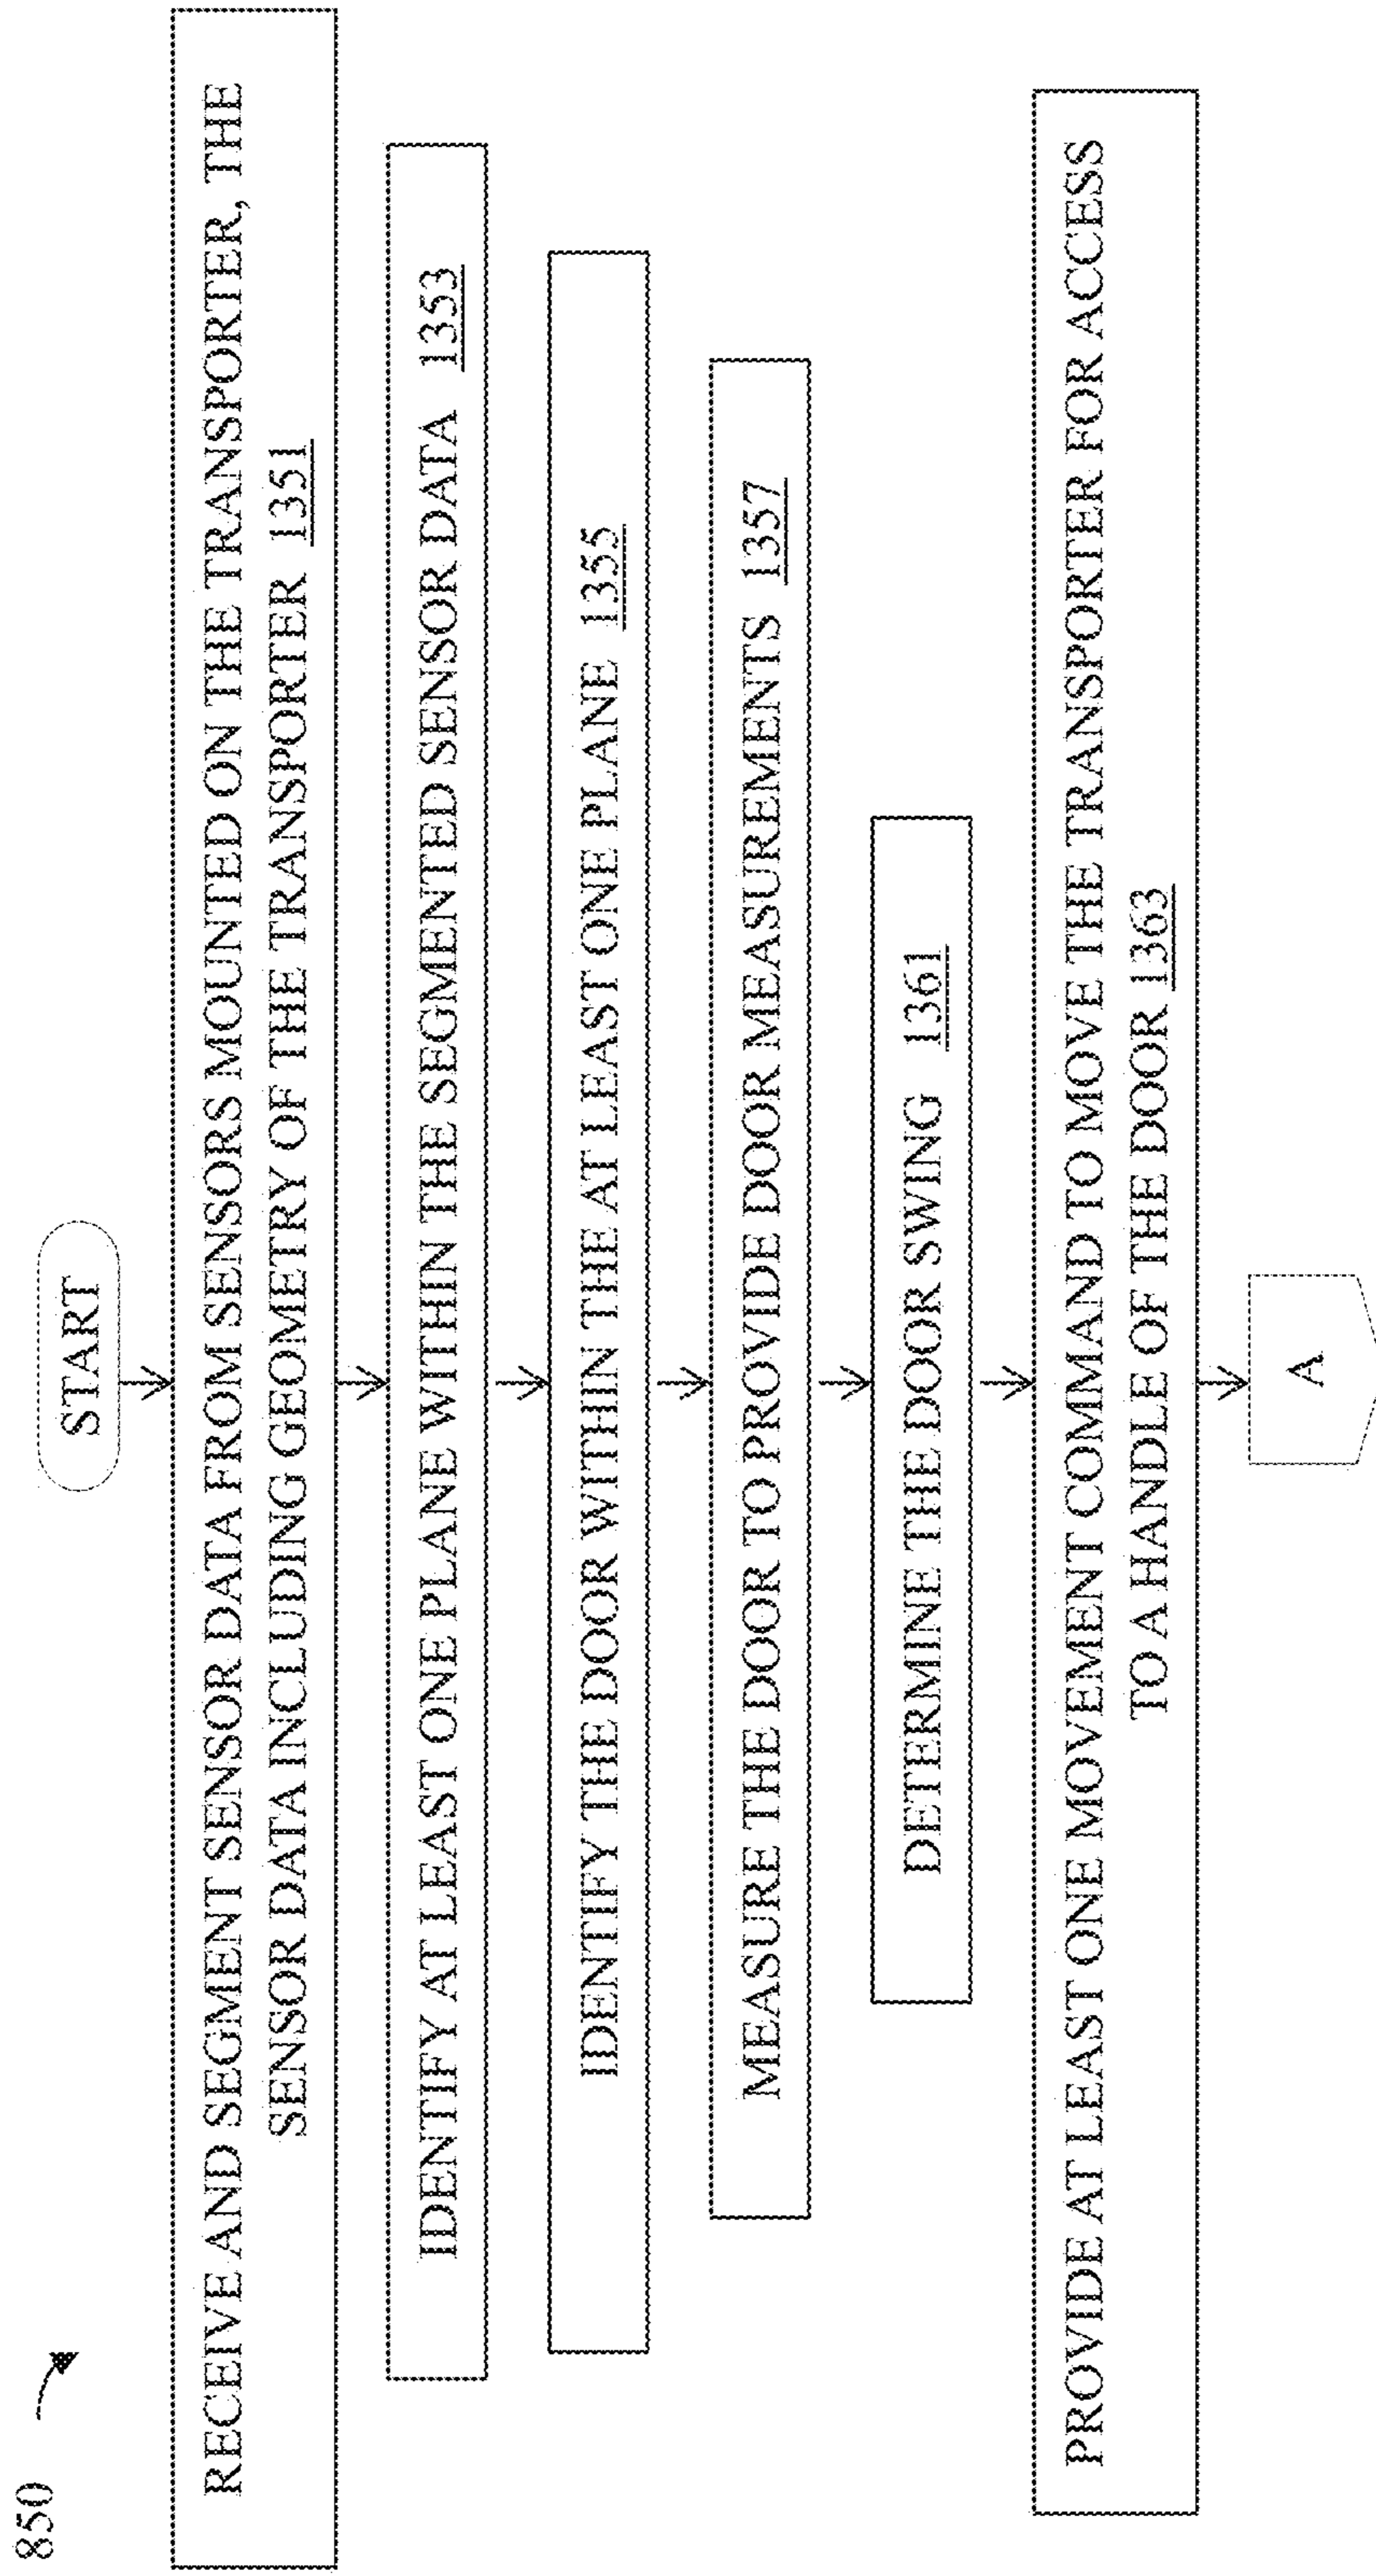 850
START
RECEIVE AND SEGMENT SENSOR DATA FROM SENSORS MOUNTED ON THE TRANSPORTER, THE
SENSOR DATA INCLUDING GEOMETRY OF THE TRANSPORTER 1351
IDENTIFY AT LEAST ONE PLANE WITHIN THE SEGMENTED SENSOR DATA 1353
IDENTIFY THE DOOR WITHIN THE AT LEAST ONE PLANE 1355
MEASURE THE DOOR TO PROVIDE DOOR MEASUREMENTS 1357
DETERMINE THE DOOR SWING 1361
PROVIDE AT LEAST ONE MOVEMENT COMMAND TO MOVE THE TRANSPORTER FOR ACCESS
TO A HANDLE OF THE DOOR 1363
A